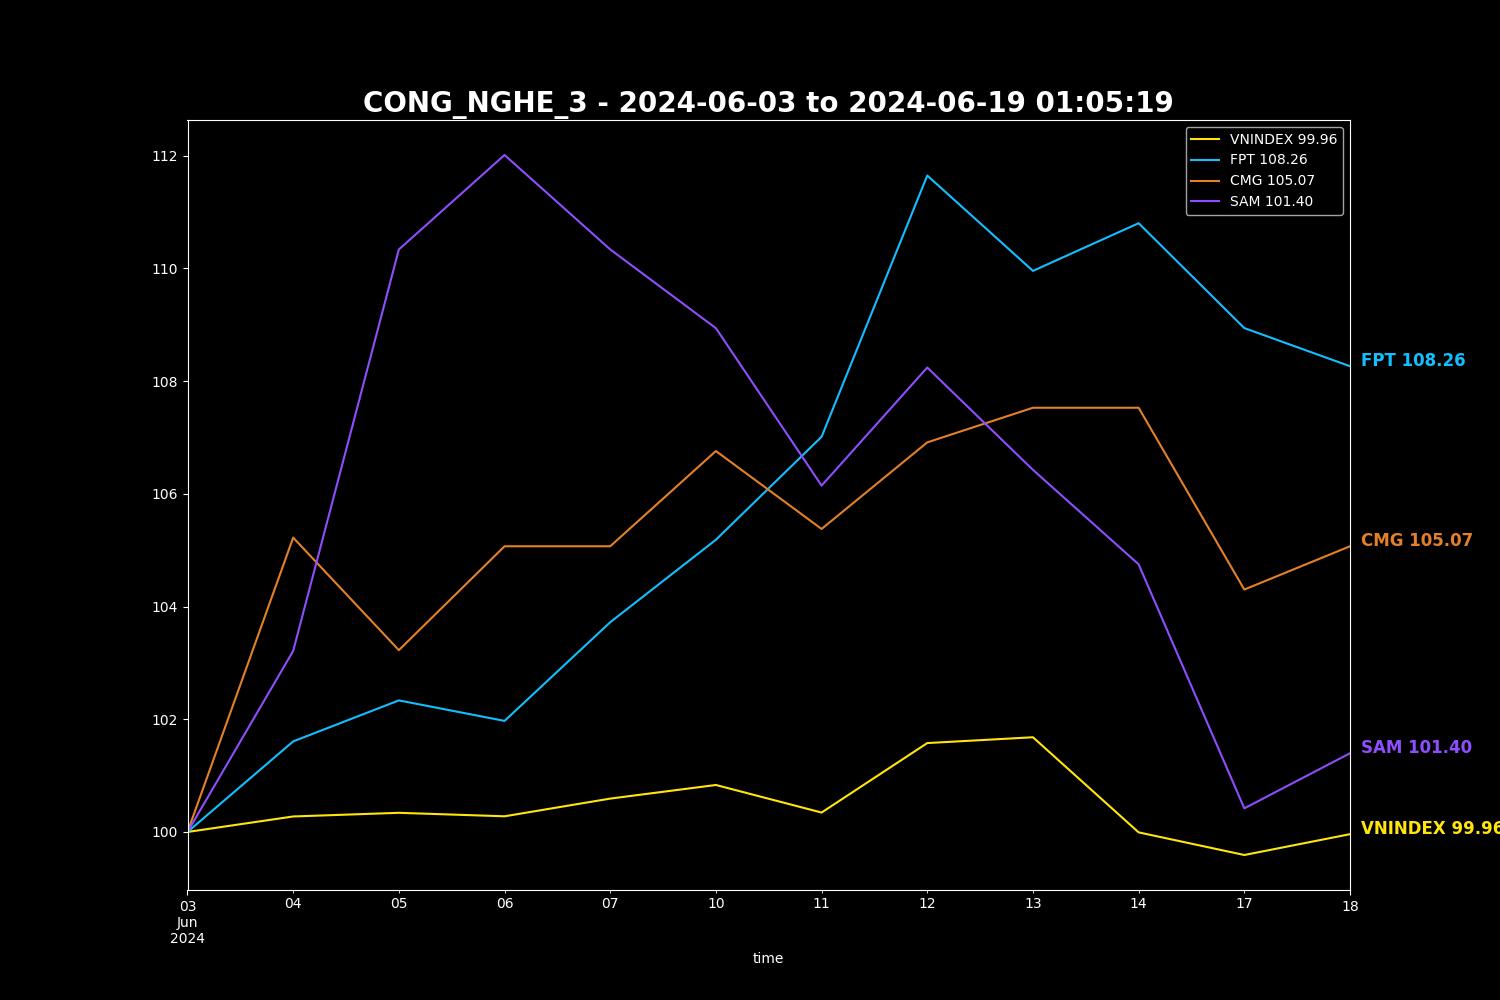 CONG_NGHE_3 - 2024-06-03 to 2024-06-19 01:05:19
VNINDEX 99.96
FPT 108.26
CMG 105.07
SAM 101.40
112
110
108
106
104
102
100
FPT 108.26
CMG 105.07
SAM 101.40
VNINDEX 99.96
03 04 05 06 07 10 11 12 13 14 17 18
Jun
2024
time